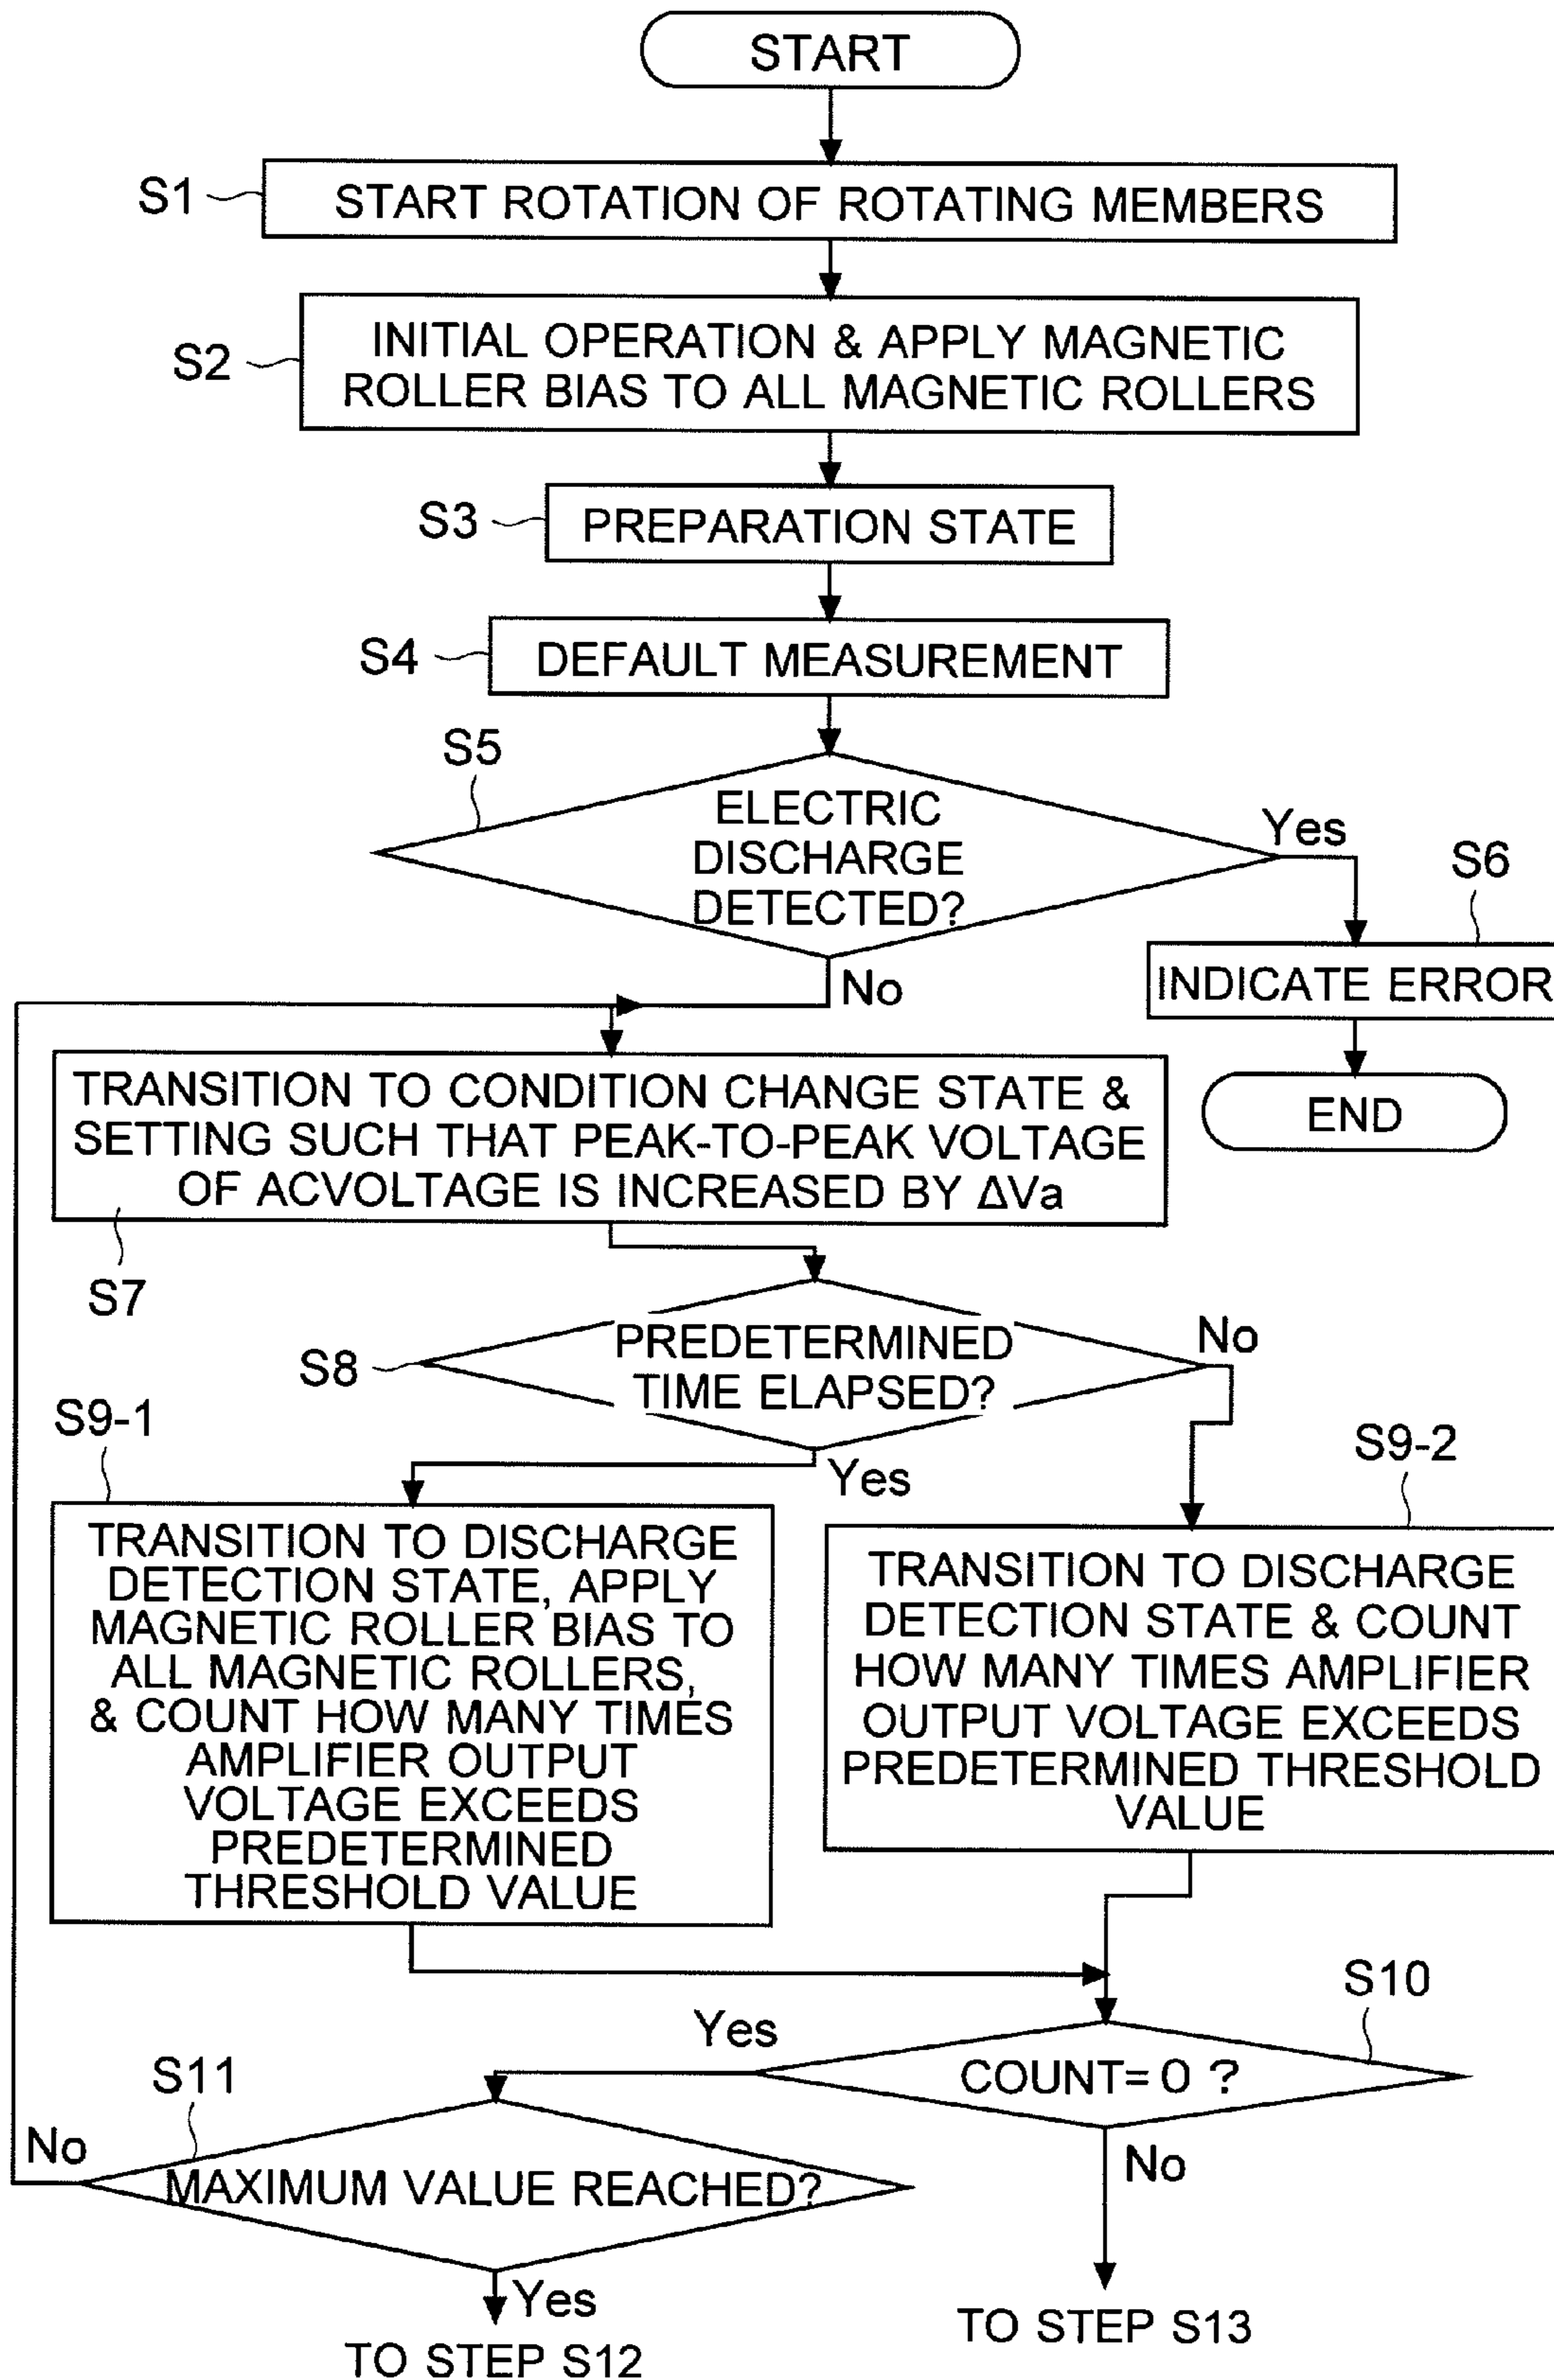 START
S1
START ROTATION OF ROTATING MEMBERS
S2
INITIAL OPERATION & APPLY MAGNETIC
ROLLER BIAS TO ALL MAGNETIC ROLLERS
S3
PREPARATION STATE
S4
DEFAULT MEASUREMENT
S5
ELECTRIC
DISCHARGE
DETECTED?
Yes
S6
INDICATE ERROR
END
No
TRANSITION TO CONDITION CHANGE STATE &
SETTING SUCH THAT PEAK-TO-PEAK VOLTAGE
OF ACVOLTAGE IS INCREASED BY ΔVa
S7
S8
PREDETERMINED
TIME ELAPSED?
No
Yes
S9-1
TRANSITION TO DISCHARGE
DETECTION STATE, APPLY
MAGNETIC ROLLER BIAS TO
ALL MAGNETIC ROLLERS,
& COUNT HOW MANY TIMES
AMPLIFIER OUTPUT
VOLTAGE EXCEEDS
PREDETERMINED
THRESHOLD VALUE
S9-2
TRANSITION TO DISCHARGE
DETECTION STATE & COUNT
HOW MANY TIMES AMPLIFIER
OUTPUT VOLTAGE EXCEEDS
PREDETERMINED THRESHOLD
VALUE
S10
COUNT= 0 ?
Yes
No
S11
MAXIMUM VALUE REACHED?
No
Yes
TO STEP S12
TO STEP S13